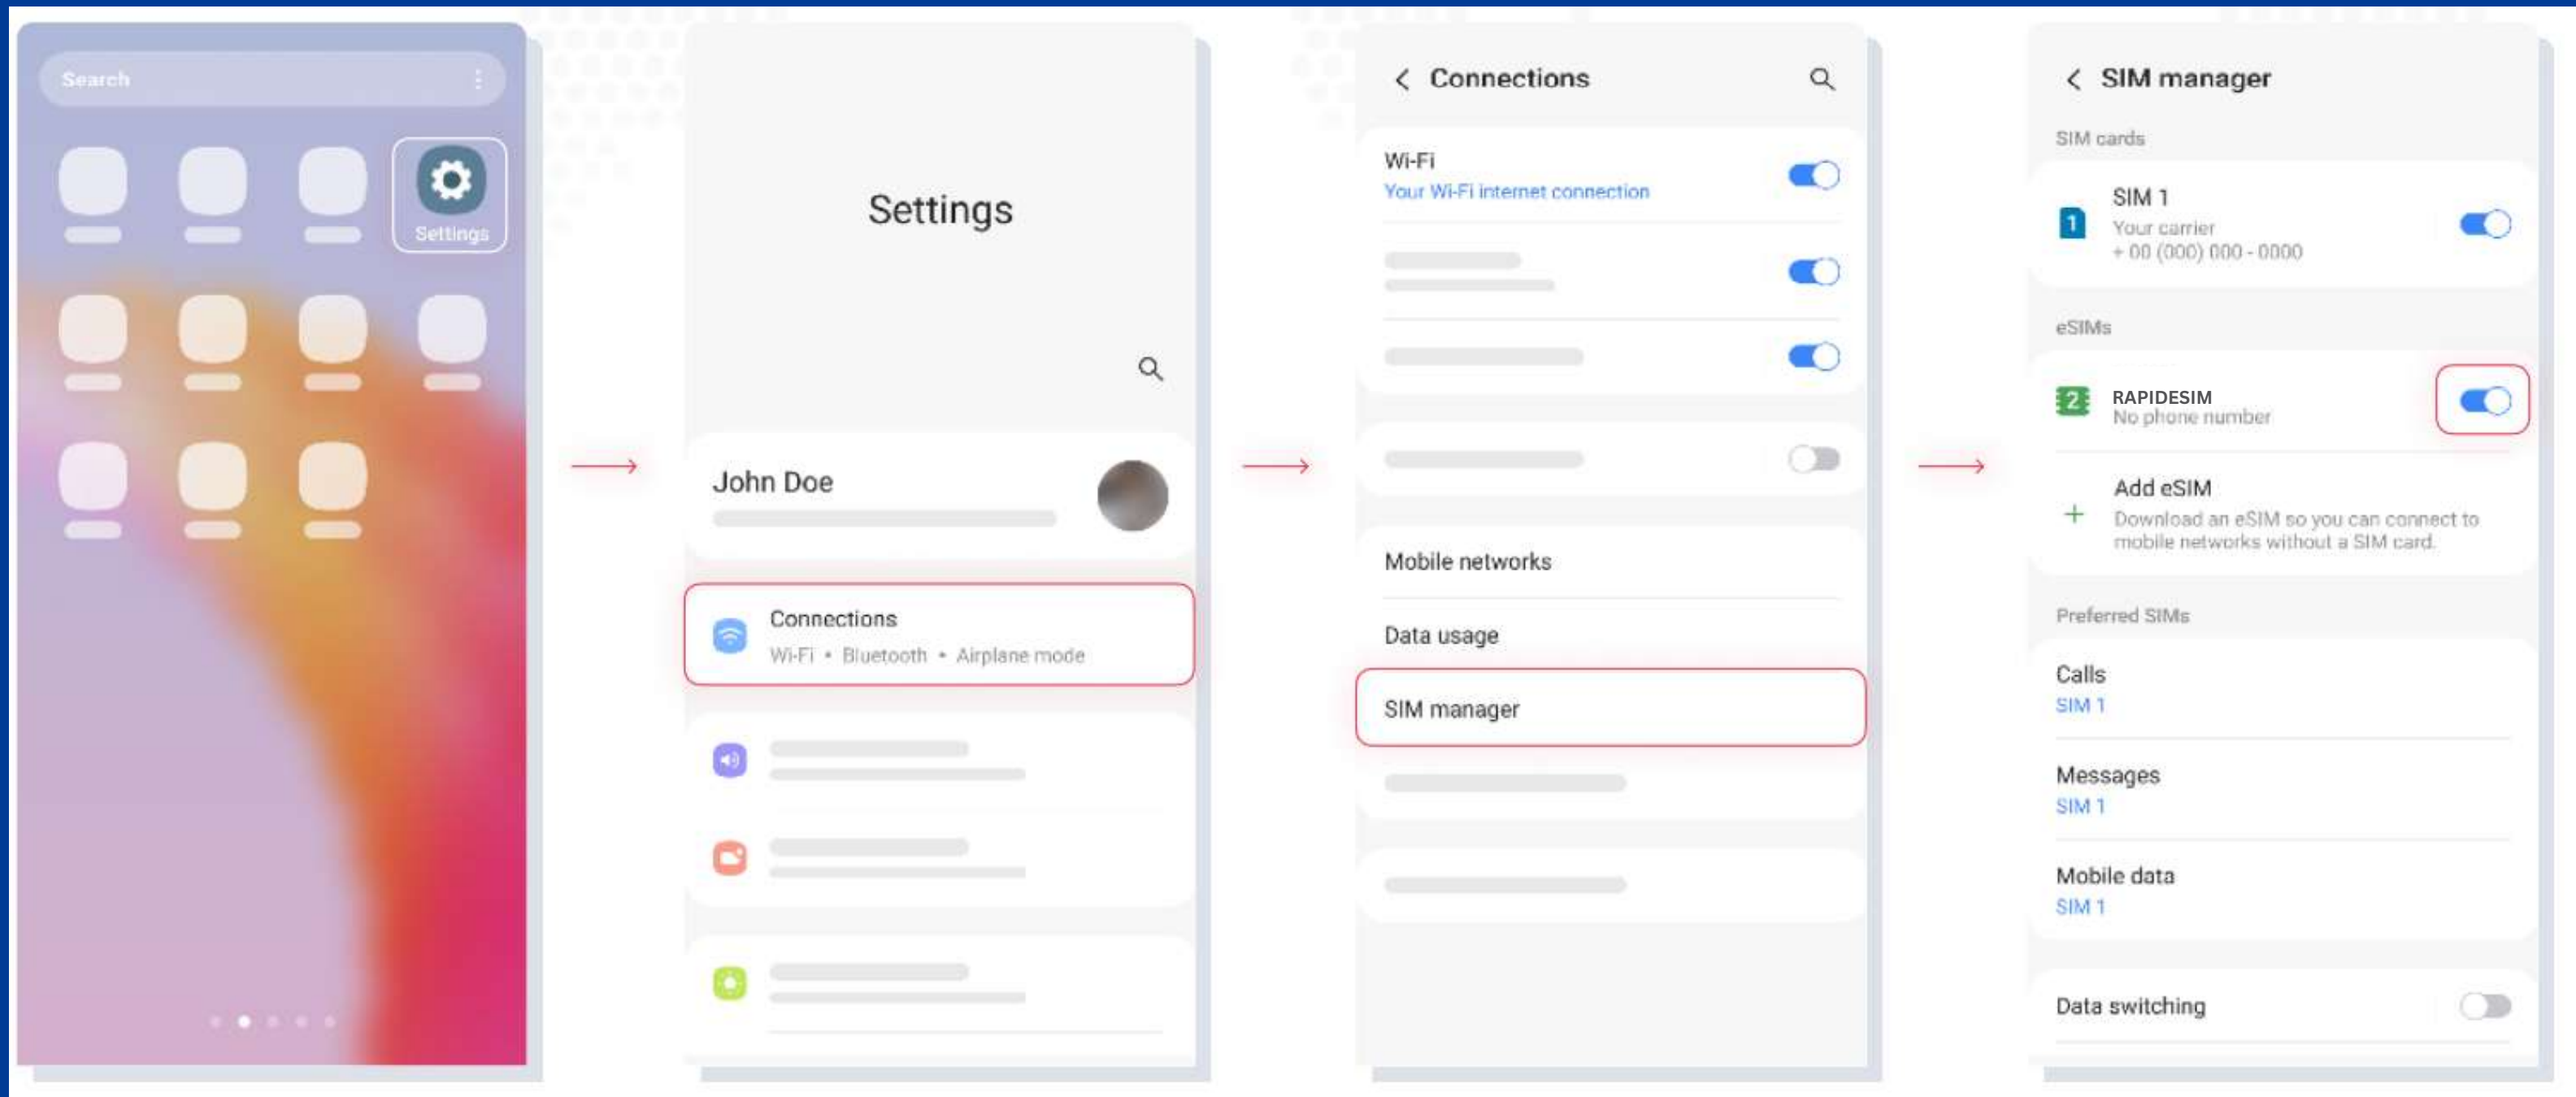 Search
Settings
Settings
John Doe
Connections
Wi-Fi • Bluetooth • Airplane mode
Connections
Wi-Fi
Your Wi-Fi internet connection
Mobile networks
Data usage
SIM manager
SIM manager
SIM cards
1
SIM 1
Your carrier
+ 00 (000) 000 - 0000
eSIMs
2
RAPIDESIM
No phone number
Add eSIM
Download an eSIM so you can connect to
mobile networks without a SIM card.
Preferred SIMs
Calls
SIM 1
Messages
SIM 1
Mobile data
SIM 1
Data switching